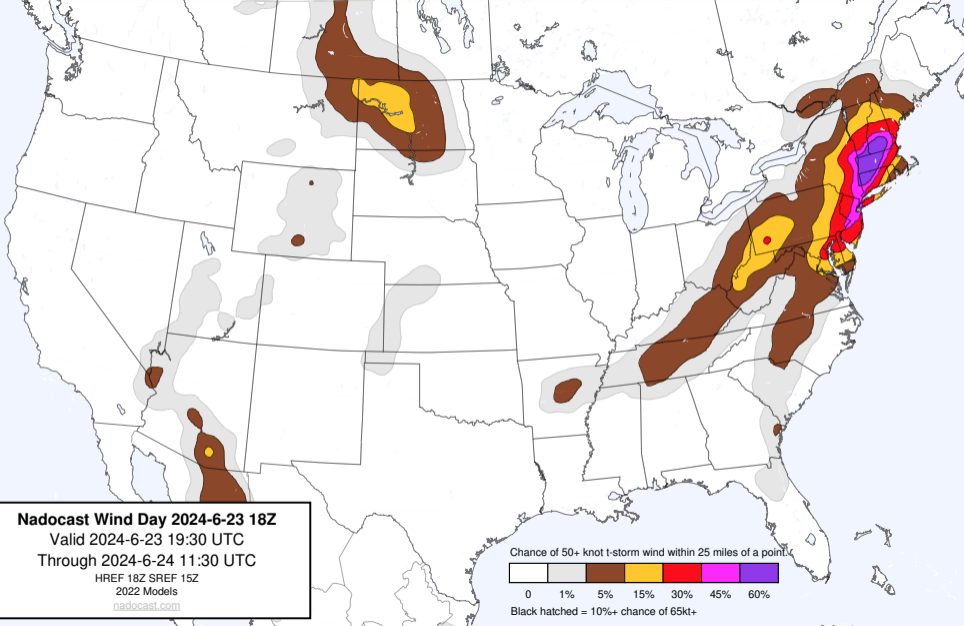 Nadocast Wind Day 2024-6-23 18Z
Valid 2024-6-23 19:30 UTC
Through 2024-6-24 11:30 UTC
HREF 18Z SREF 15Z
2022 Models
nadocast.com
Chance of 50+ knot t-storm wind within 25 miles of a point.
0 1% 5% 15% 30% 45% 60%
Black hatched = 10%+ chance of 65kt+